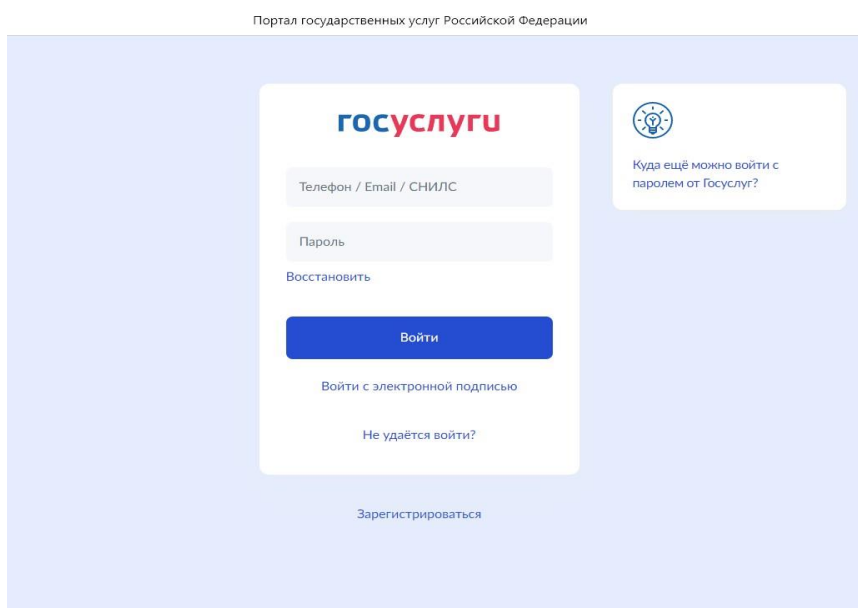 Портал государственных услуг Российской Федерации
госуслуги
Телефон / Email / СНИЛС
Пароль
Восстановить
Войти
Войти с электронной подписью
Не удаётся войти?
Зарегистрироваться
Куда ещё можно войти с
паролем от Госуслуг?